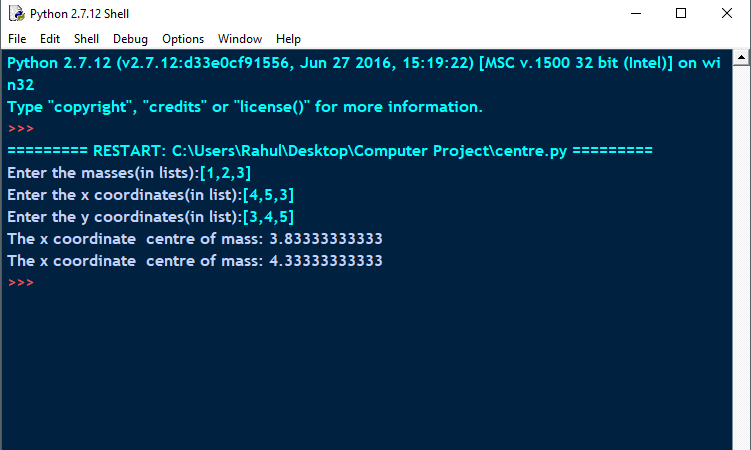 Python 2.7.12 Shell
File Edit Shell Debug Options Window Help
Python 2.7.12 (v2.7.12:d33e0cf91556, Jun 27 2016, 15:19:22) [MSC v.1500 32 bit (Intel)] on wi
n32
Type "copyright", "credits" or "license()" for more information.
>>>
========= RESTART: C:\Users\Rahul\Desktop\Computer Project\centre.py =========
Enter the masses(in lists):[1,2,3]
Enter the x coordinates(in list):[4,5,3]
Enter the y coordinates(in list):[3,4,5]
The x coordinate  centre of mass: 3.83333333333
The x coordinate  centre of mass: 4.33333333333
>>>